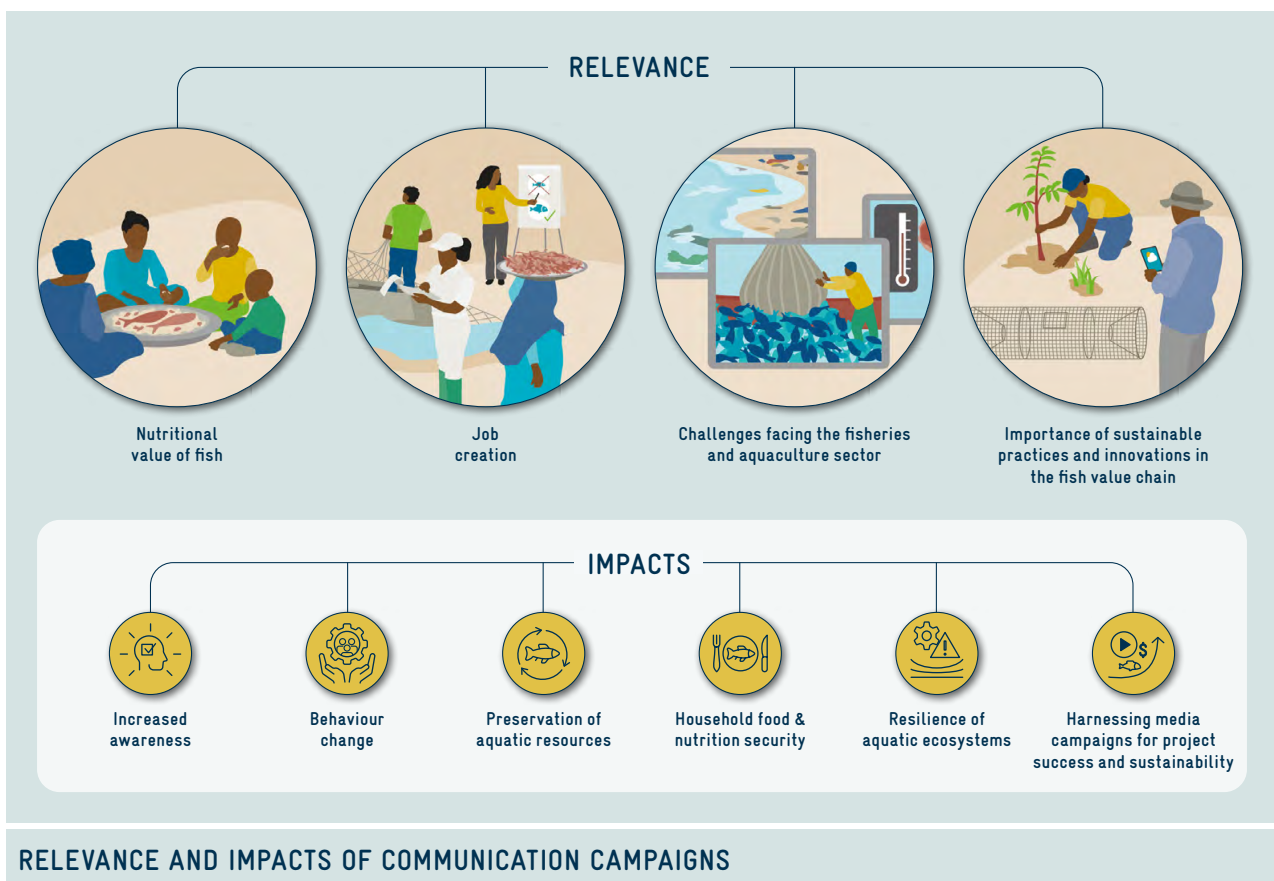 RELEVANCE
Nutritional
value of fish
Job
creation
Challenges facing the fisheries
and aquaculture sector
Importance of sustainable
practices and innovations in
the fish value chain
IMPACTS
Increased
awareness
Behaviour
change
Preservation of
aquatic resources
Household food &
nutrition security
Resilience of
aquatic ecosystems
$
Harnessing media
campaigns for project
success and sustainability
RELEVANCE AND IMPACTS OF COMMUNICATION CAMPAIGNS